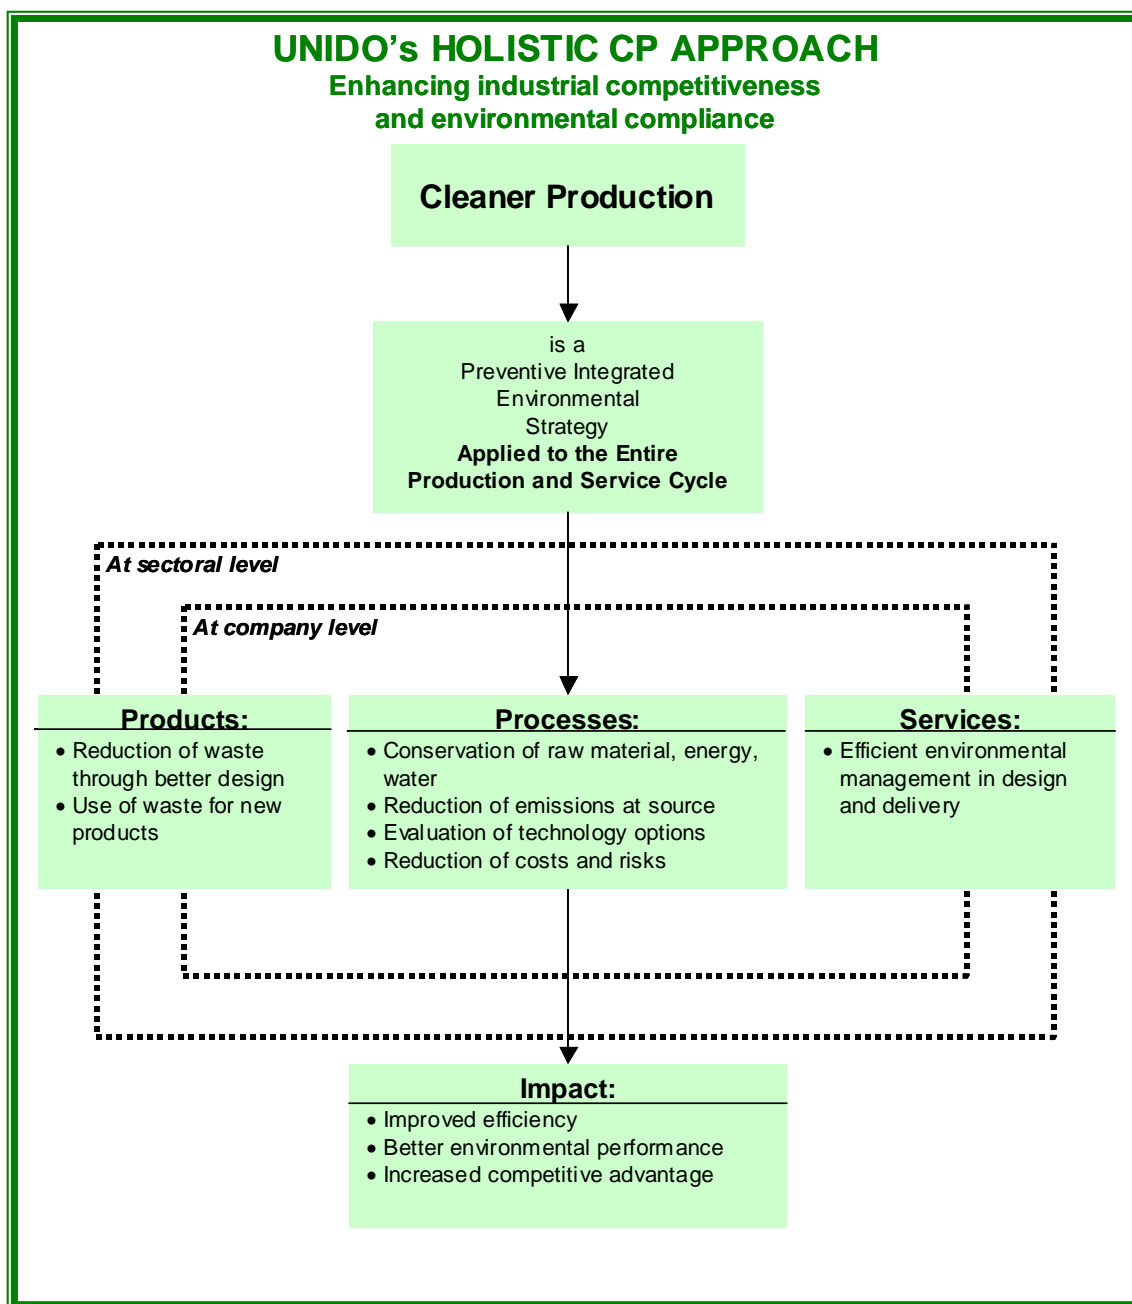 UNIDO's HOLISTIC CP APPROACH
Enhancing industrial competitiveness
and environmental compliance
Cleaner Production
is a
Preventive Integrated
Environmental
Strategy
Applied to the Entire
Production and Service Cycle
At sectoral level
At company level
Products:
• Reduction of waste
through better design
• Use of waste for new
products
Processes:
• Conservation of raw material, energy,
water
• Reduction of emissions at source
• Evaluation of technology options
• Reduction of costs and risks
Services:
• Efficient environmental
management in design
and delivery
Impact:
• Improved efficiency
• Better environmental performance
• Increased competitive advantage